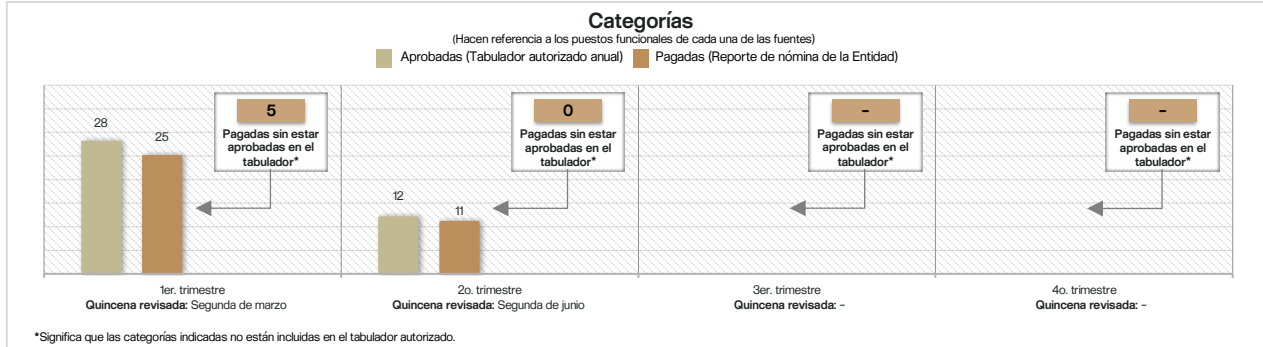 Categorías
(Hacen referencia a los puestos funcionales de cada una de las fuentes)
Aprobadas (Tabulador autorizado anual) Pagadas (Reporte de nómina de la Entidad)
28
25
5
Pagadas sin estar
aprobadas en el
tabulador*
12
11
0
Pagadas sin estar
aprobadas en el
tabulador*
-
Pagadas sin estar
aprobadas en el
tabulador*
-
Pagadas sin estar
aprobadas en el
tabulador*
1er. trimestre
Quincena revisada: Segunda de marzo
2o. trimestre
Quincena revisada: Segunda de junio
3er. trimestre
Quincena revisada: -
4o. trimestre
Quincena revisada: -
*Significa que las categorías indicadas no están incluidas en el tabulador autorizado.